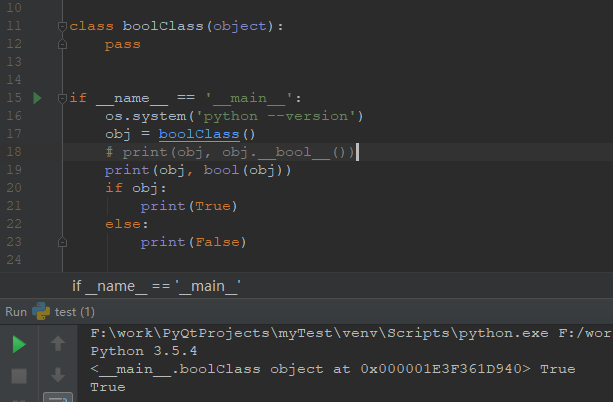 10
11 class boolClass(object):
12 pass
13
14
15 if __name__ == '__main__':
16 os.system('python --version')
17 obj = boolClass()
18 # print(obj, obj.__bool__())
19 print(obj, bool(obj))
20 if obj:
21 print(True)
22 else:
23 print(False)
24
if __name__ == '__main__'
Run test (1)
F:\work\PyQtProjects\myTest\venv\Scripts\python.exe F:/wor
Python 3.5.4
<__main__.boolClass object at 0x000001E3F361D940> True
True